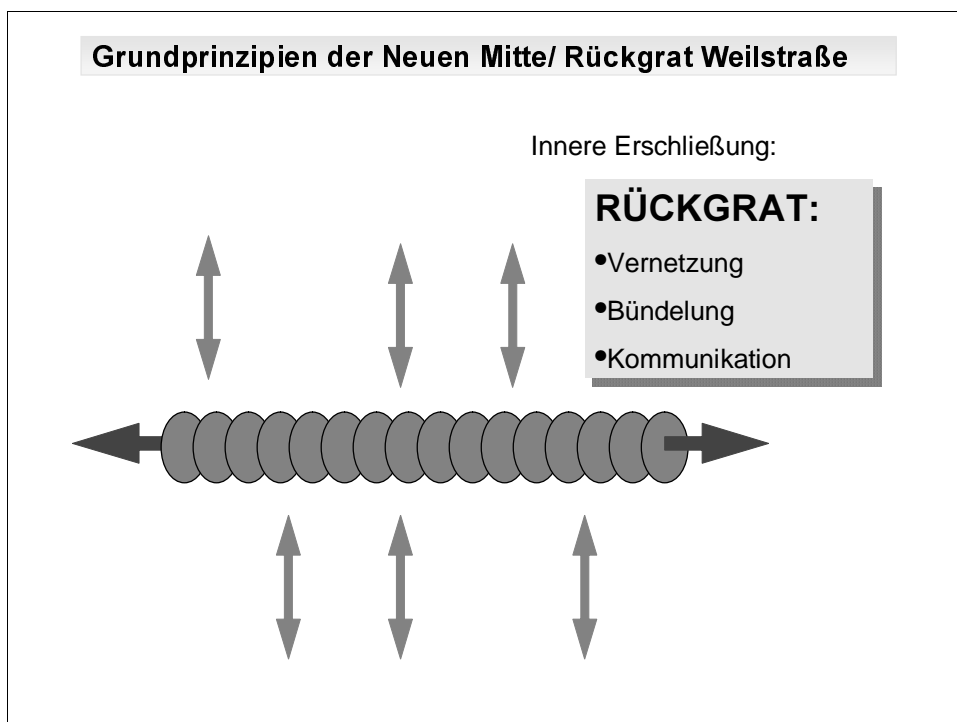 Grundprinzipien der Neuen Mitte/ Rückgrat Weilstraße
Innere Erschließung:
RÜCKGRAT:
•Vernetzung
•Bündelung
•Kommunikation